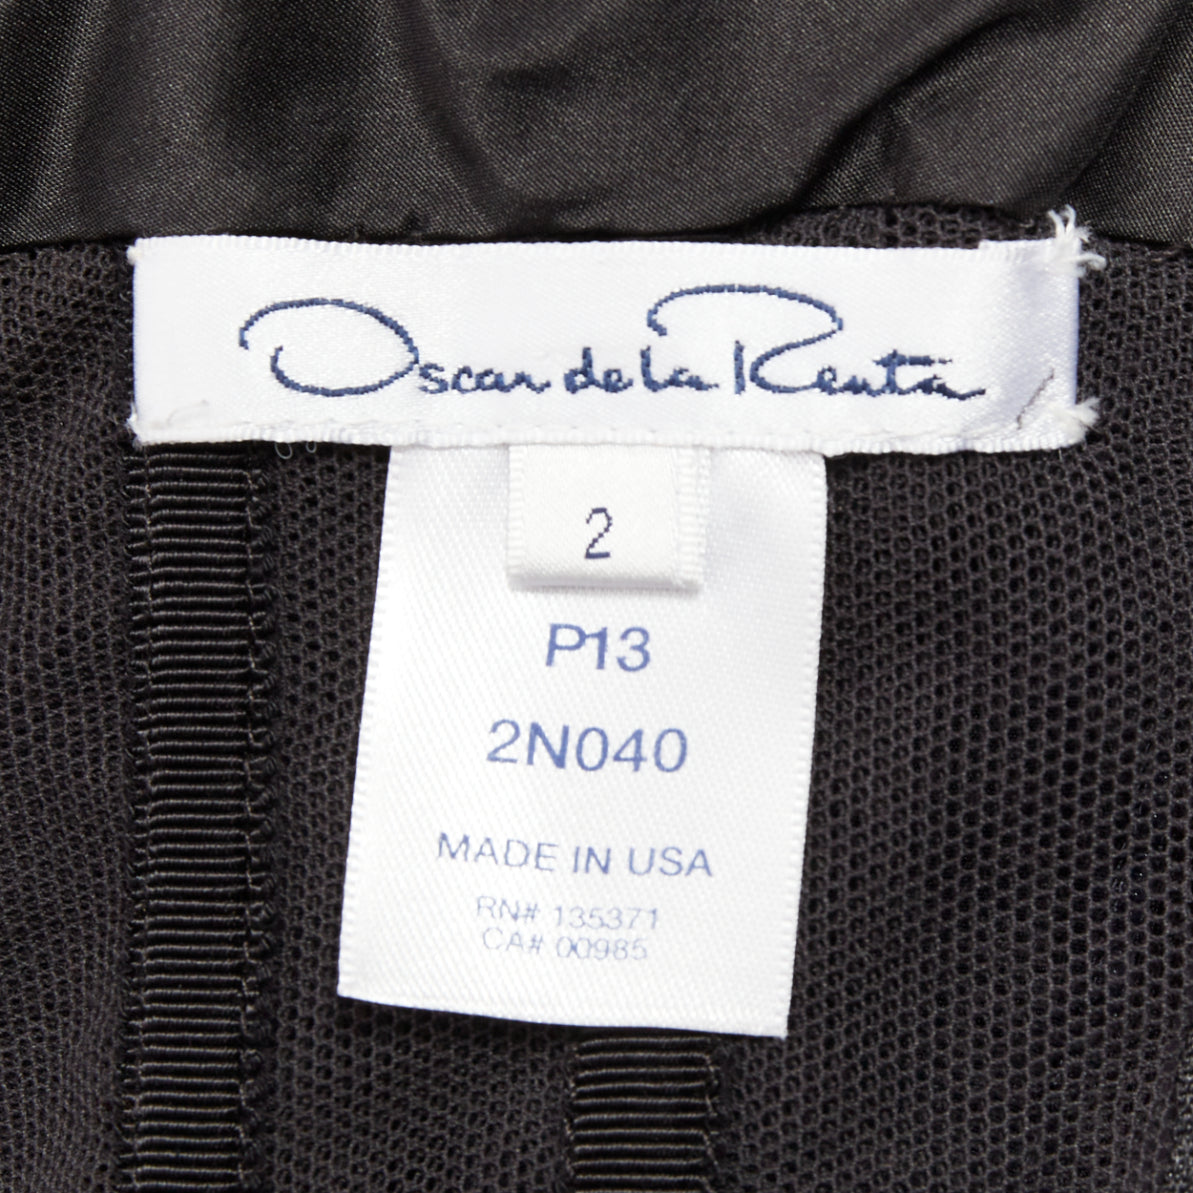 Oscar de la Renta
2
P13
2N040
MADE IN USA
RN# 135371
CA# 00985